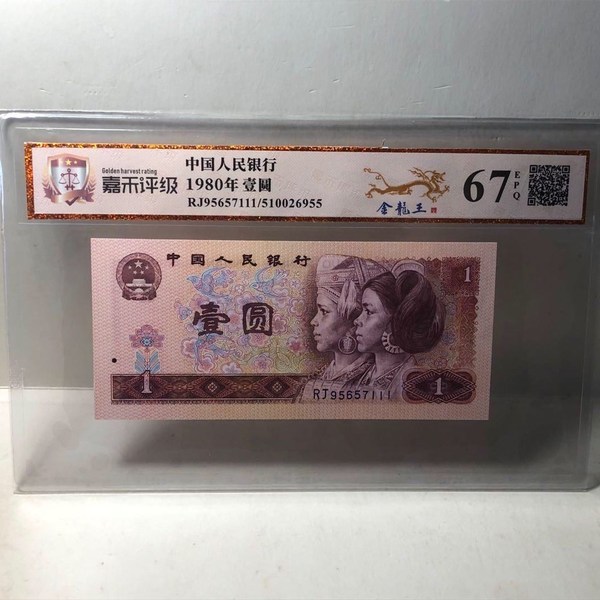 Golden harvest rating
嘉禾评级
中国人民银行
1980年壹圆
RJ95657111/510026955
金龍王
67
EPQ
中国人民银行
1
壹圆
1
RJ95657111
1